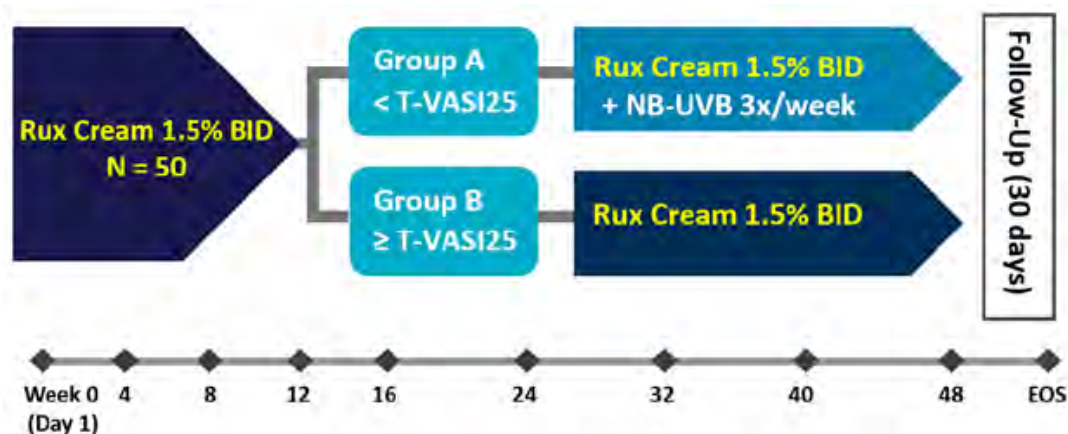 Rux Cream 1.5% BID
N = 50
Group A
< T-VASI25
Rux Cream 1.5% BID
+ NB-UVB 3x/week
Group B
≥ T-VASI25
Rux Cream 1.5% BID
Follow-Up (30 days)
Week 0 4 8 12 16 24 32 40 48 EOS
(Day 1)